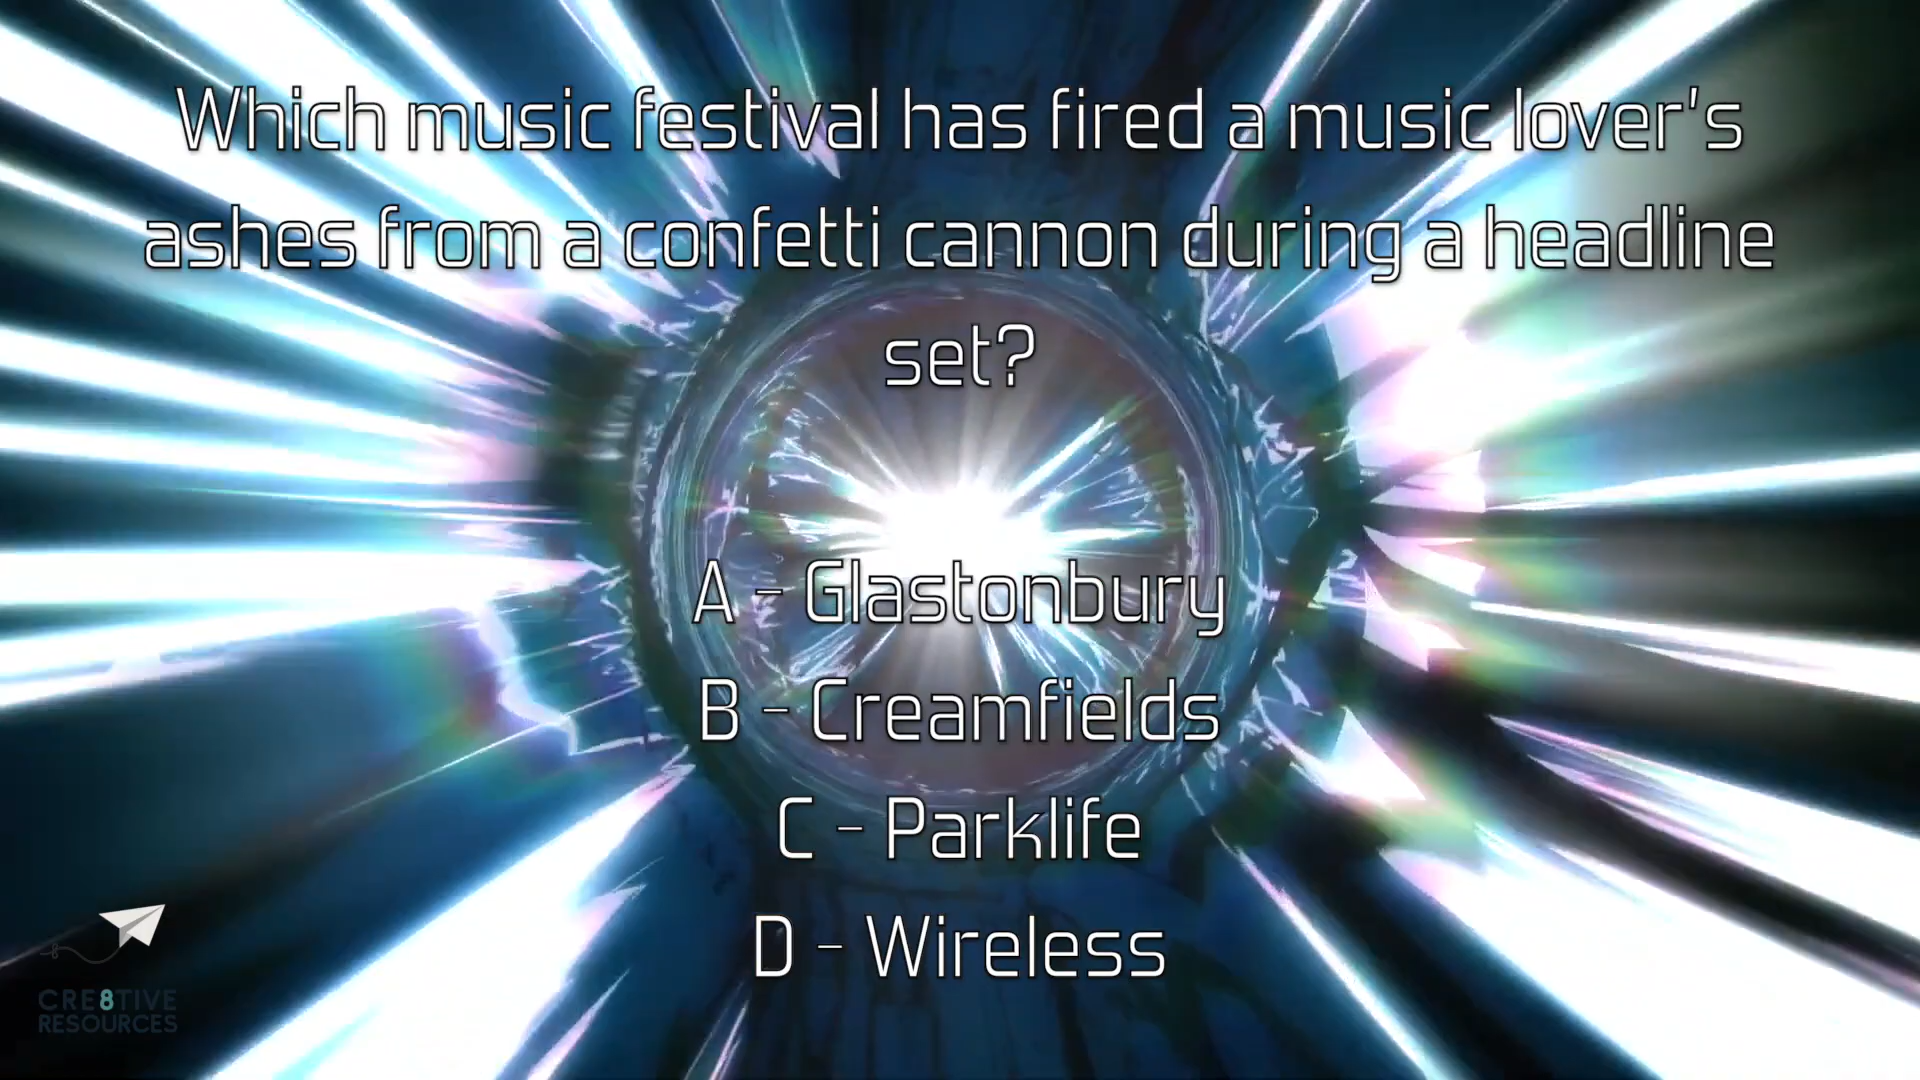 Which music festival has fired a music lover's
ashes from a confetti cannon during a headline
set?
A - Glastonbury
B - Creamfields
C - Parklife
D - Wireless
CRE8TIVE
RESOURCES